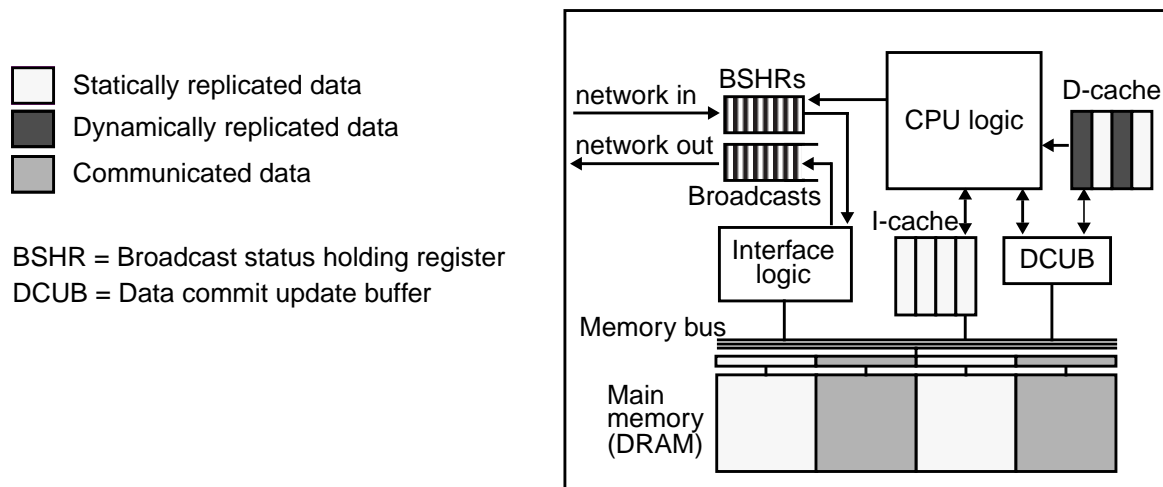 Statically replicated data
Dynamically replicated data
Communicated data
BSHR = Broadcast status holding register
DCUB = Data commit update buffer
BSHRs
D-cache
network in
CPU logic
network out
Broadcasts
I-cache
Interface
logic
DCUB
Memory bus
Main
memory
(DRAM)